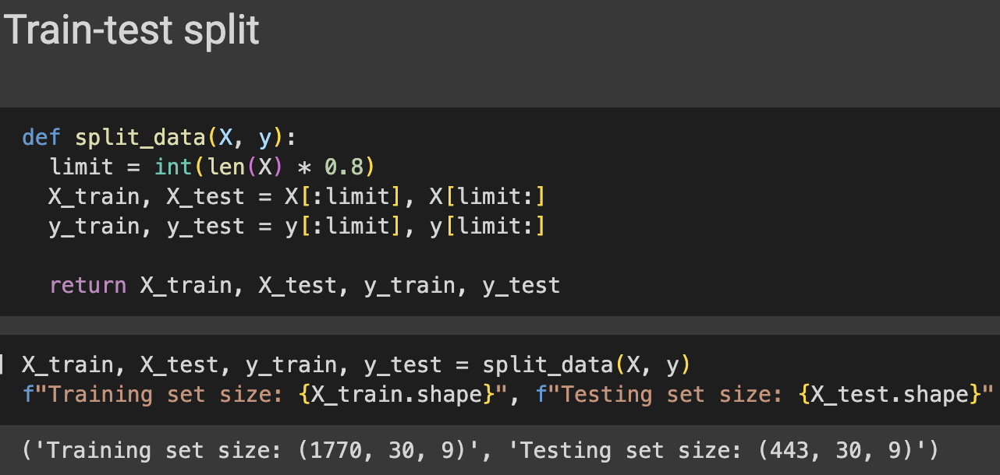 Train-test split
def split_data(X, y):
  limit = int(len(X) * 0.8)
  X_train, X_test = X[:limit], X[limit:]
  y_train, y_test = y[:limit], y[limit:]
  return X_train, X_test, y_train, y_test
X_train, X_test, y_train, y_test = split_data(X, y)
f"Training set size: {X_train.shape}", f"Testing set size: {X_test.shape}"
('Training set size: (1770, 30, 9)', 'Testing set size: (443, 30, 9)')